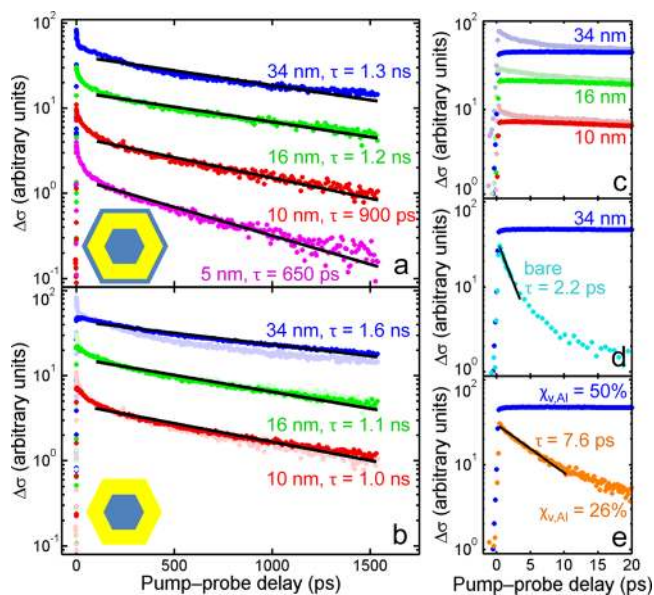 10²
34 nm, τ = 1.3 ns
10¹
16 nm, τ = 1.2 ns
10⁰
10 nm, τ = 900 ps
10⁻¹
5 nm, τ = 650 ps
a
Δσ (arbitrary units)
34 nm, τ = 1.6 ns
10¹
16 nm, τ = 1.1 ns
10⁰
10 nm, τ = 1.0 ns
10⁻¹
b
Δσ (arbitrary units)
0 500 1000 1500
Pump–probe delay (ps)
10²
34 nm
16 nm
10¹
10 nm
10⁰
c
Δσ (arbitrary units)
34 nm
10¹
bare
τ = 2.2 ps
10⁰
d
Δσ (arbitrary units)
χv,Al = 50%
τ = 7.6 ps
10¹
χv,Al = 26%
10⁰
e
Δσ (arbitrary units)
0 5 10 15 20
Pump–probe delay (ps)